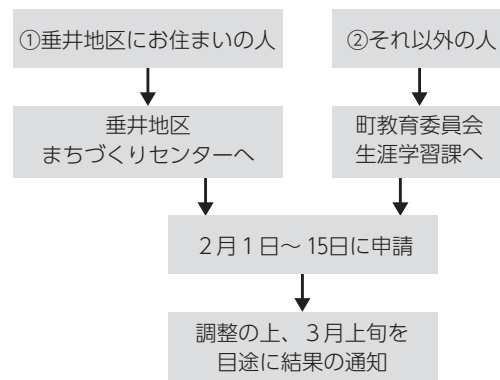 ①垂井地区にお住まいの人
②それ以外の人
垂井地区
まちづくりセンターへ
町教育委員会
生涯学習課へ
２月１日～15日に申請
調整の上、３月上旬を
目途に結果の通知